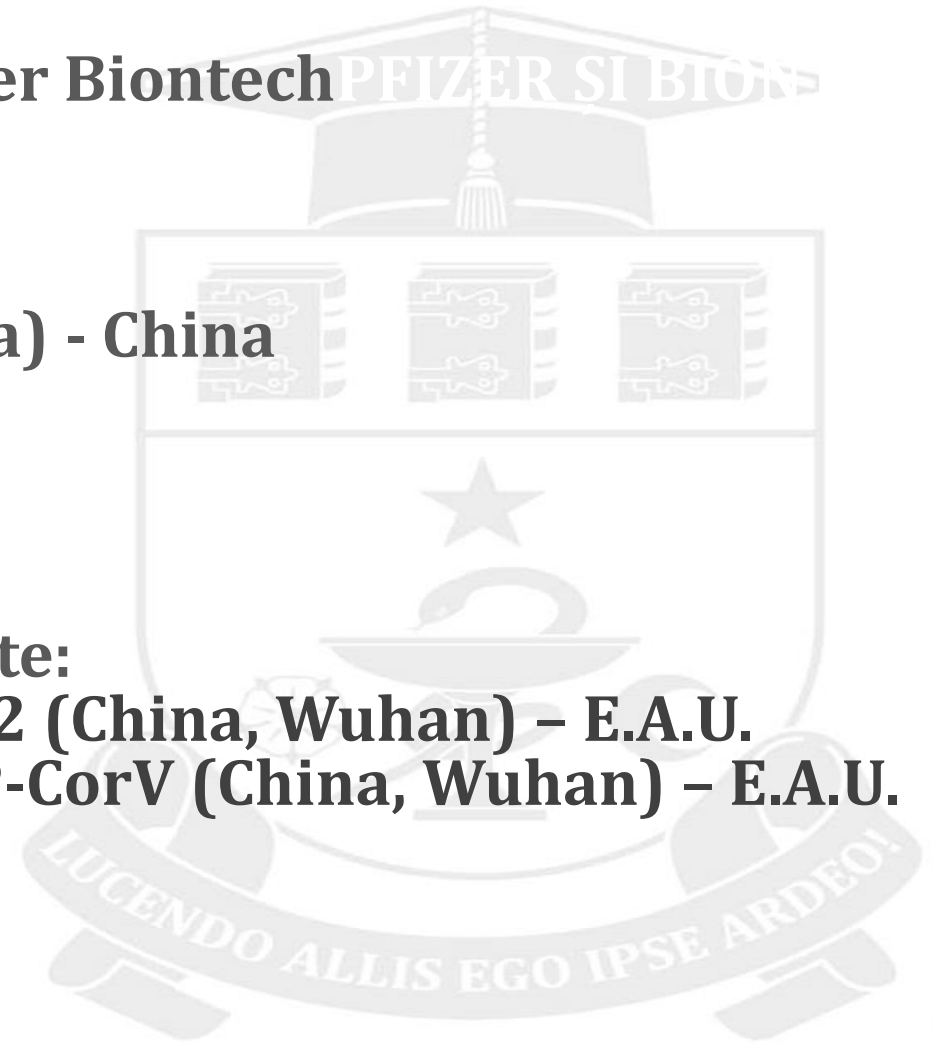 er Biontech PFIZER ȘI BION-
a) - China
te:
2 (China, Wuhan) – E.A.U.
-CorV (China, Wuhan) – E.A.U.
LUCENDO ALLIS EGO IPSE ARDEO!